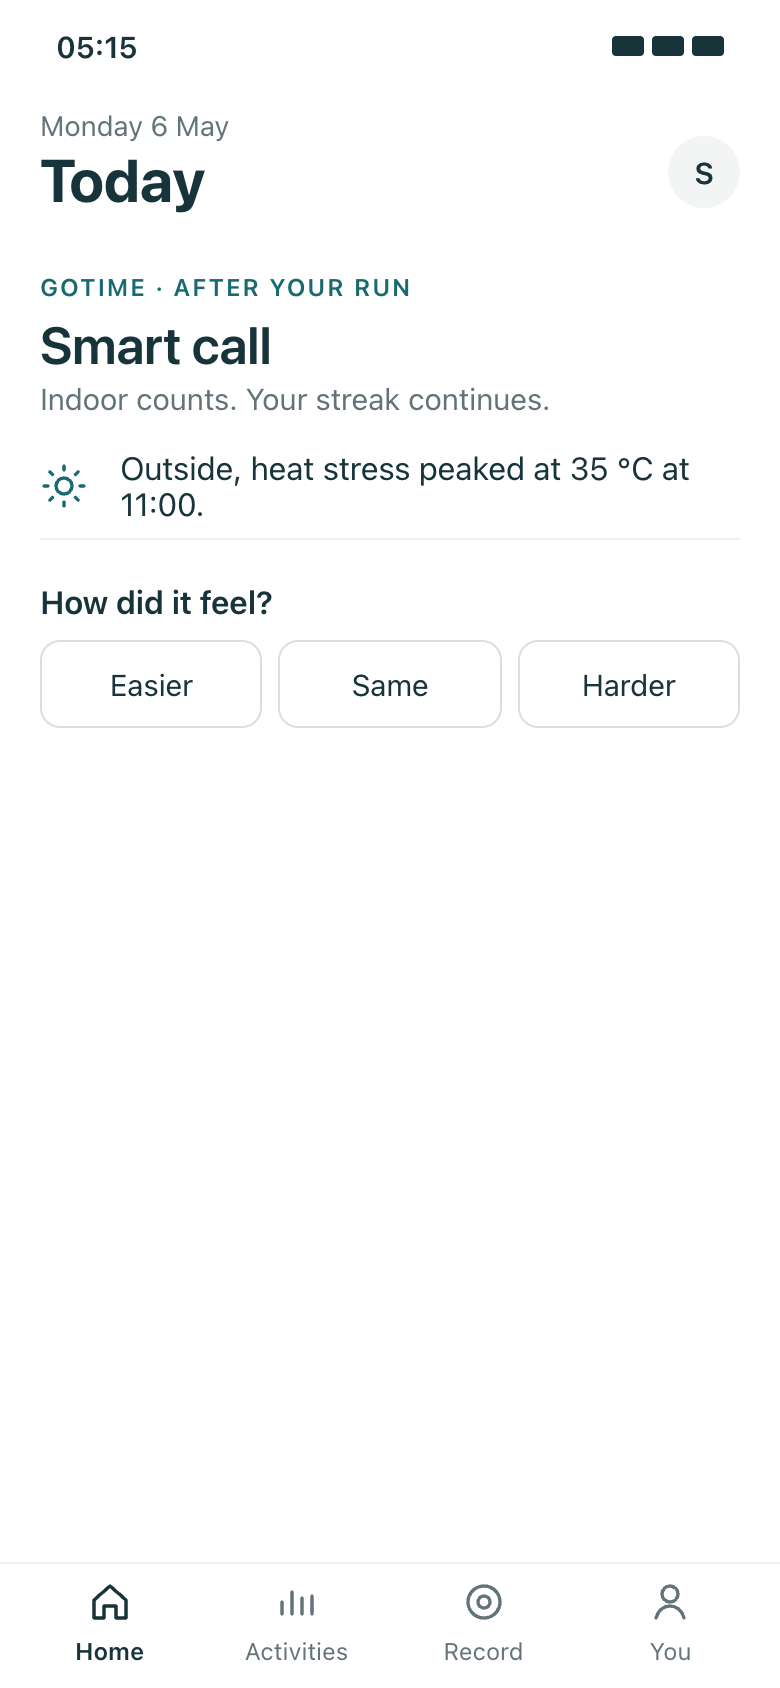 05:15
Monday 6 May
Today
S
GOTIME · AFTER YOUR RUN
Smart call
Indoor counts. Your streak continues.
Outside, heat stress peaked at 35 °C at
11:00.
How did it feel?
Easier
Same
Harder
Home
Activities
Record
You